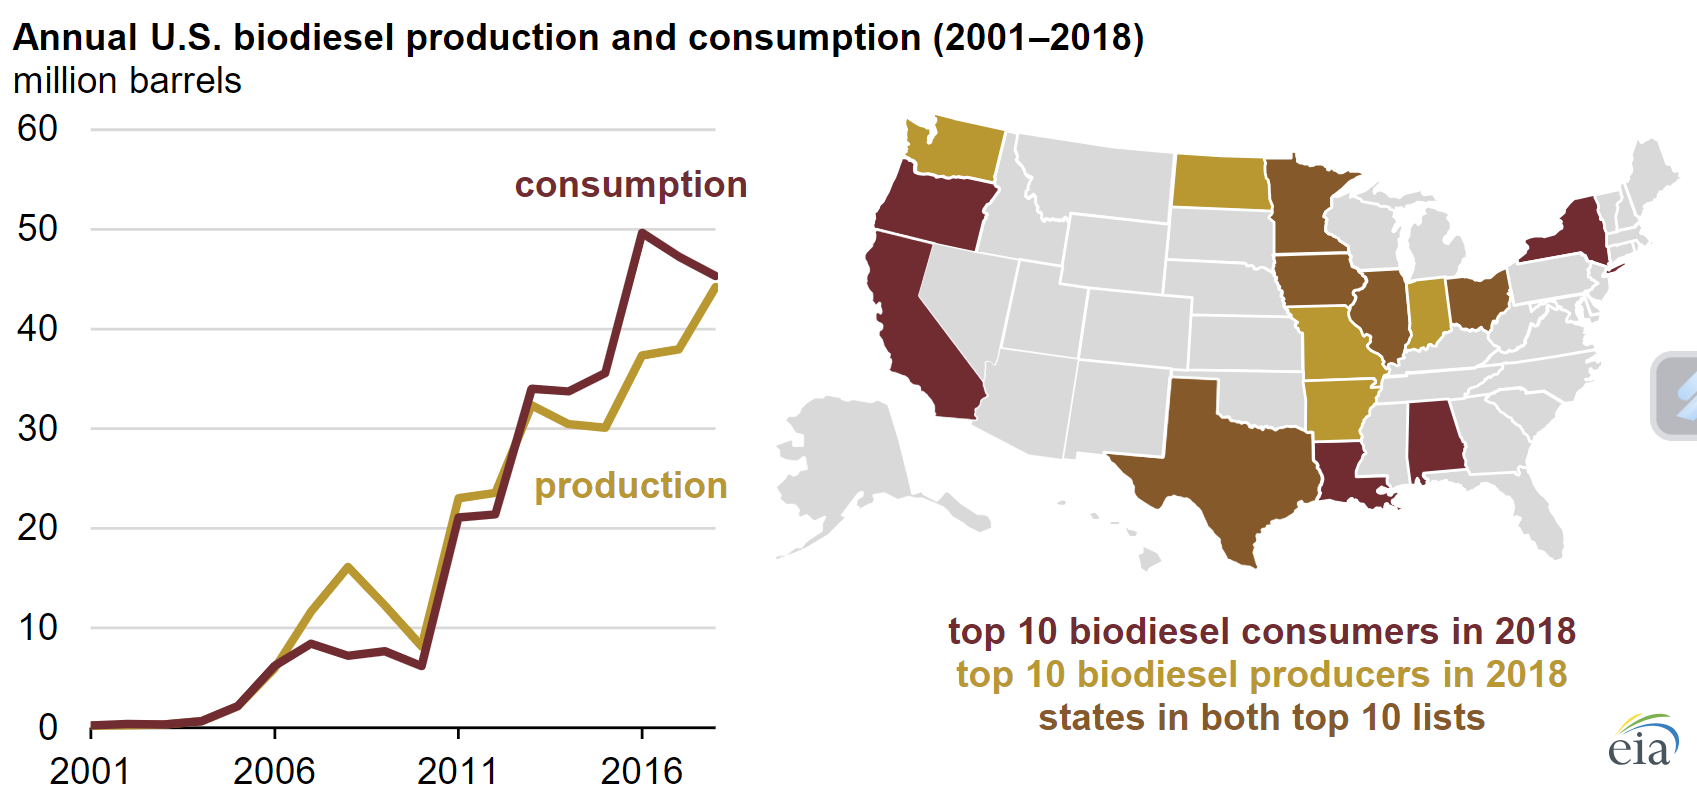 Annual U.S. biodiesel production and consumption (2001–2018)
million barrels
60
50
40
30
20
10
0
consumption
production
2001
2006
2011
2016
top 10 biodiesel consumers in 2018
top 10 biodiesel producers in 2018
states in both top 10 lists
eia